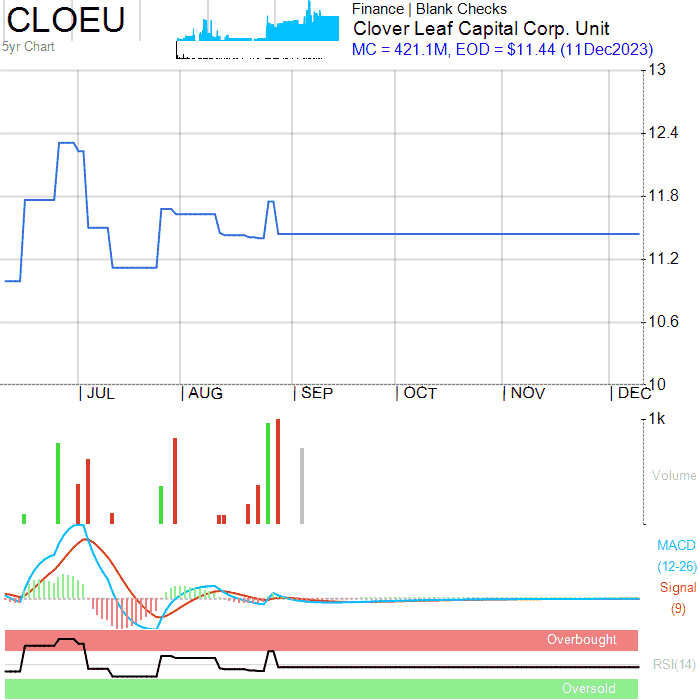 CLOEU
5yr Chart
Finance | Blank Checks
Clover Leaf Capital Corp. Unit
MC = 421.1M, EOD = $11.44 (11Dec2023)
13
12.4
11.8
11.2
10.6
10
| JUL | AUG | SEP | OCT | NOV | DEC
1k
Volume
MACD
(12-26)
Signal
(9)
Overbought
RSI(14)
Oversold